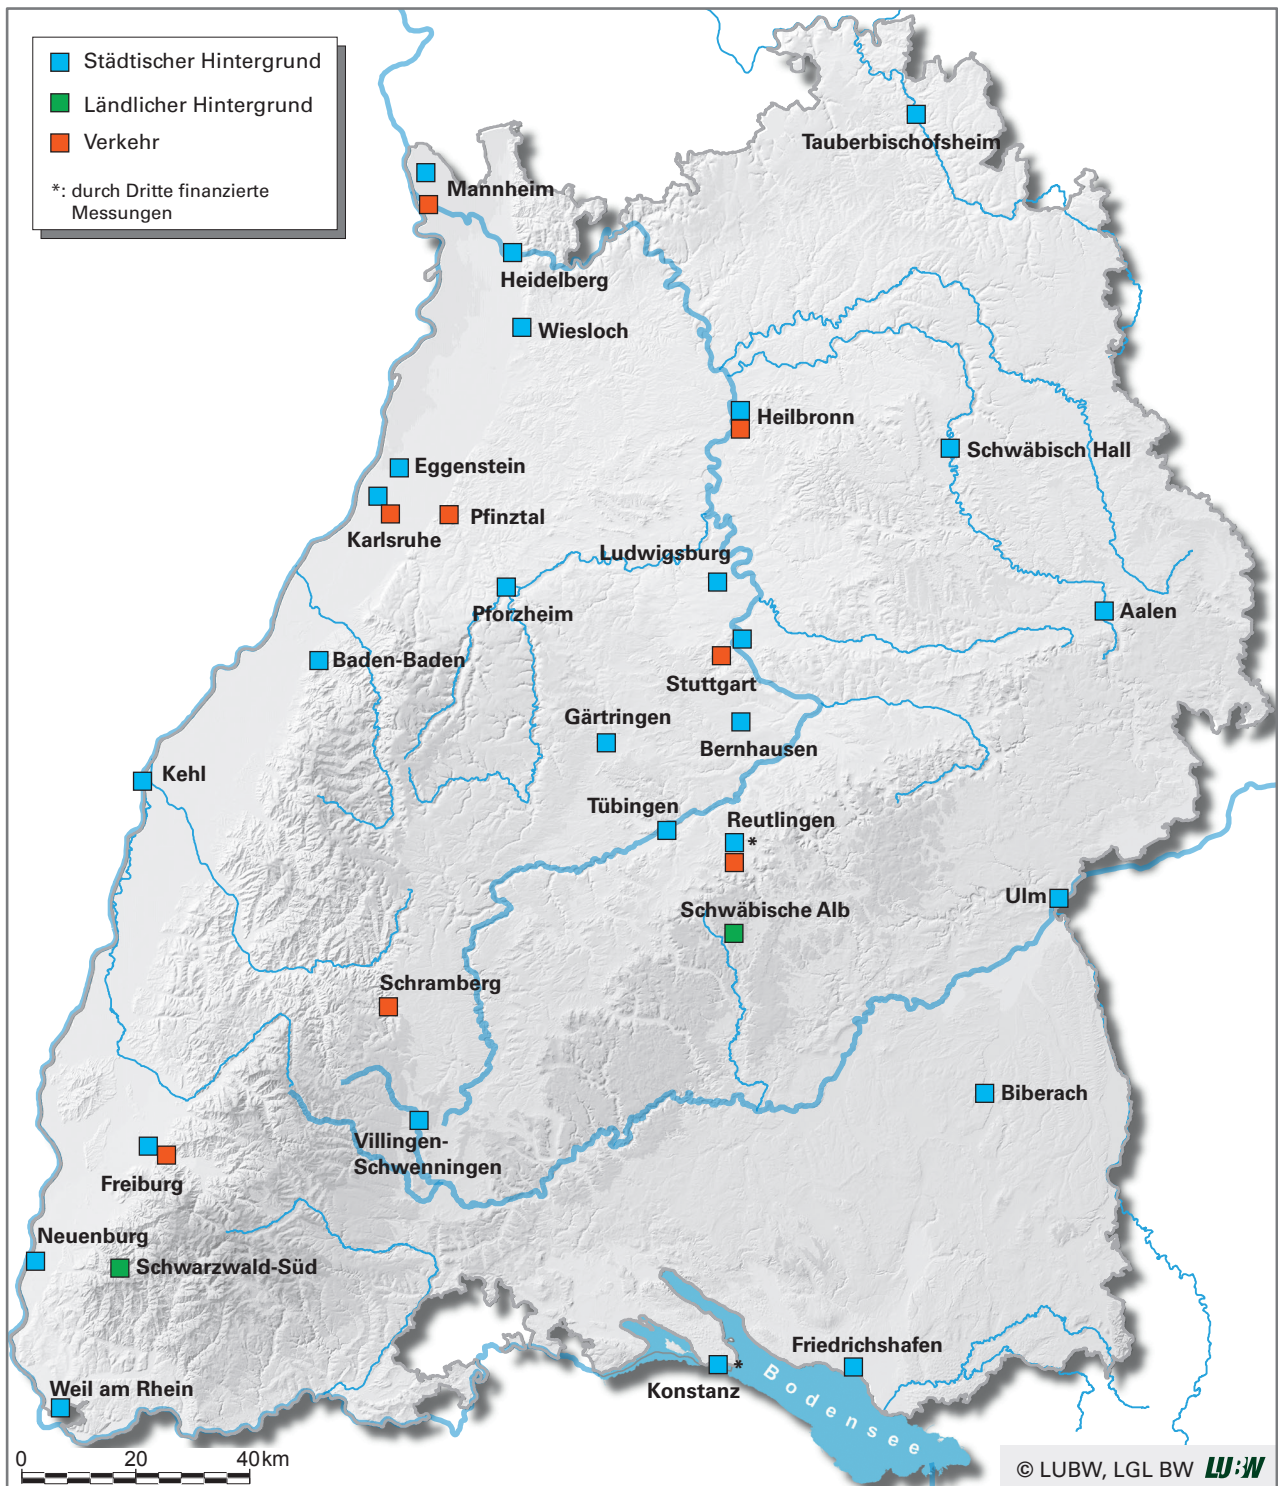 Städtischer Hintergrund
Ländlicher Hintergrund
Verkehr
*: durch Dritte finanzierte
Messungen
Tauberbischofsheim
Mannheim
Heidelberg
Wiesloch
Heilbronn
Schwäbisch Hall
Eggenstein
Pfinztal
Karlsruhe
Ludwigsburg
Pforzheim
Aalen
Baden-Baden
Stuttgart
Gärtringen
Bernhausen
Kehl
Tübingen
Reutlingen
*
Ulm
Schwäbische Alb
Schramberg
Biberach
Villingen-
Schwenningen
Freiburg
Neuenburg
Schwarzwald-Süd
Friedrichshafen
*
Konstanz
Bodensee
Weil am Rhein
0 20 40 km
© LUBW, LGL BW LUBW